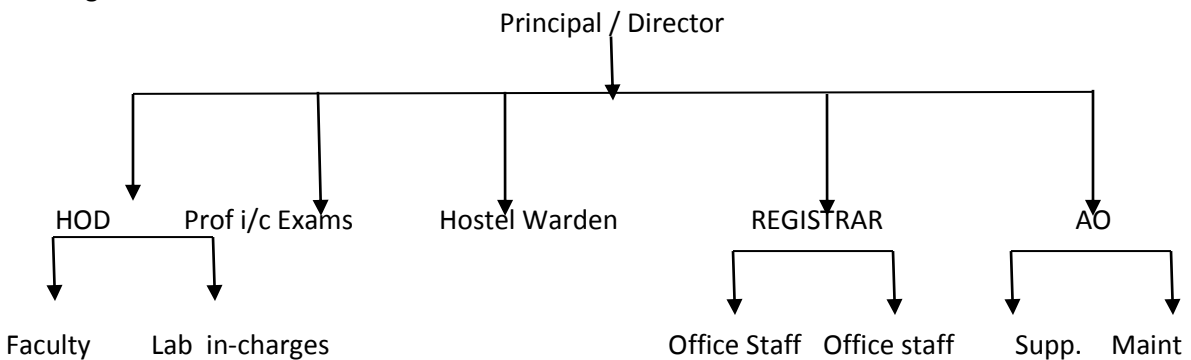 Principal / Director
HOD Prof i/c Exams Hostel Warden REGISTRAR AO
Faculty Lab in-charges Office Staff Office staff Supp. Maint